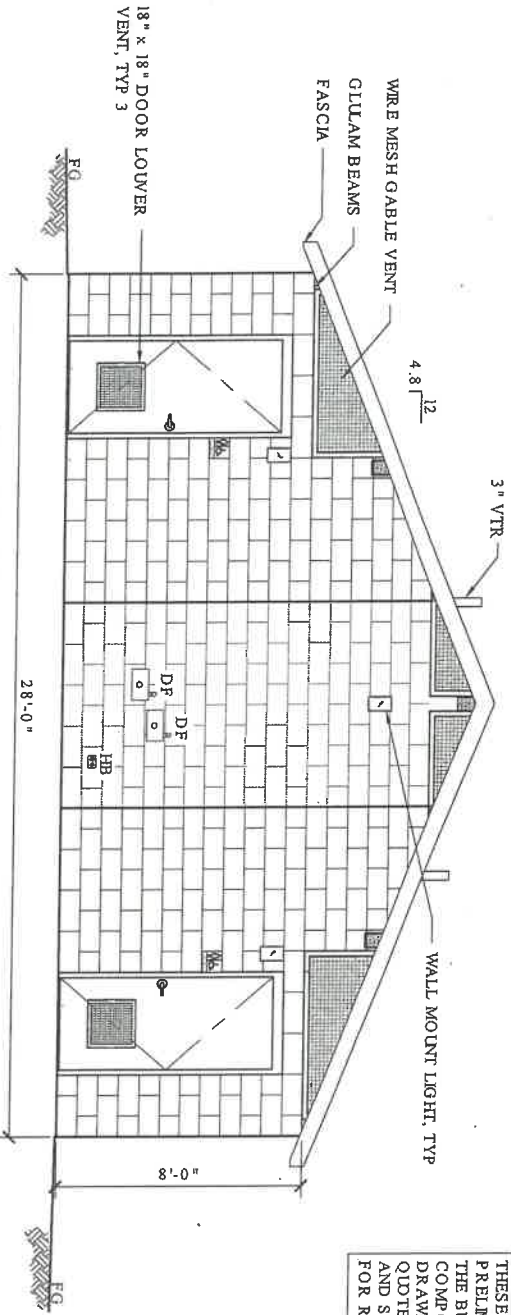 THESE
PRELIM
THE BU
COMPO
DRAW
QUOTE
AND S
FOR R
3" VTR
12
4.8
WIRE MESH GABLE VENT
GLULAM BEAMS
FASCIA
WALL MOUNT LIGHT, TYP
18" x 18" DOOR LOUVER
VENT, TYP 3
DF
DF
HB
8'-0"
FG
FG
28'-0"